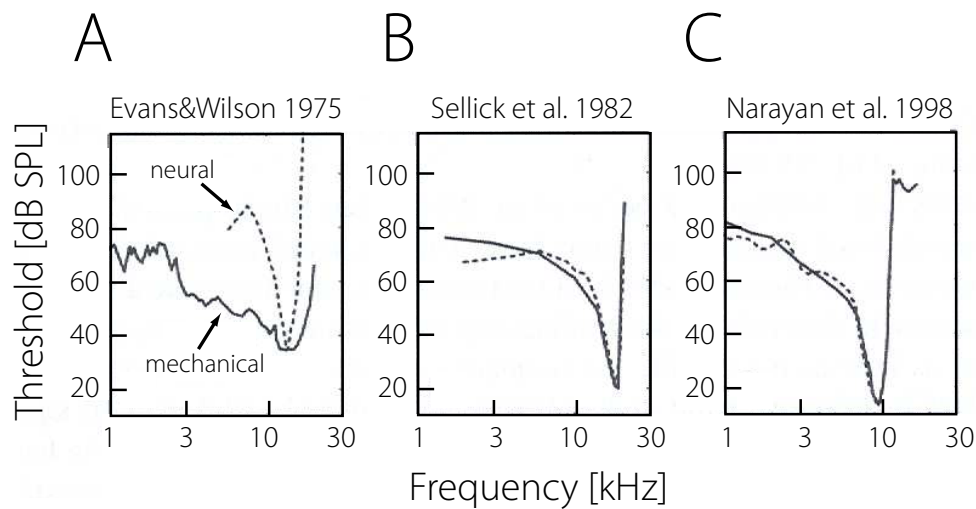 A
B
C
Evans&Wilson 1975
Sellick et al. 1982
Narayan et al. 1998
Threshold [dB SPL]
100
80
60
40
20
neural
mechanical
1 3 10 30
100
80
60
40
20
1 3 10 30
100
80
60
40
20
1 3 10 30
Frequency [kHz]